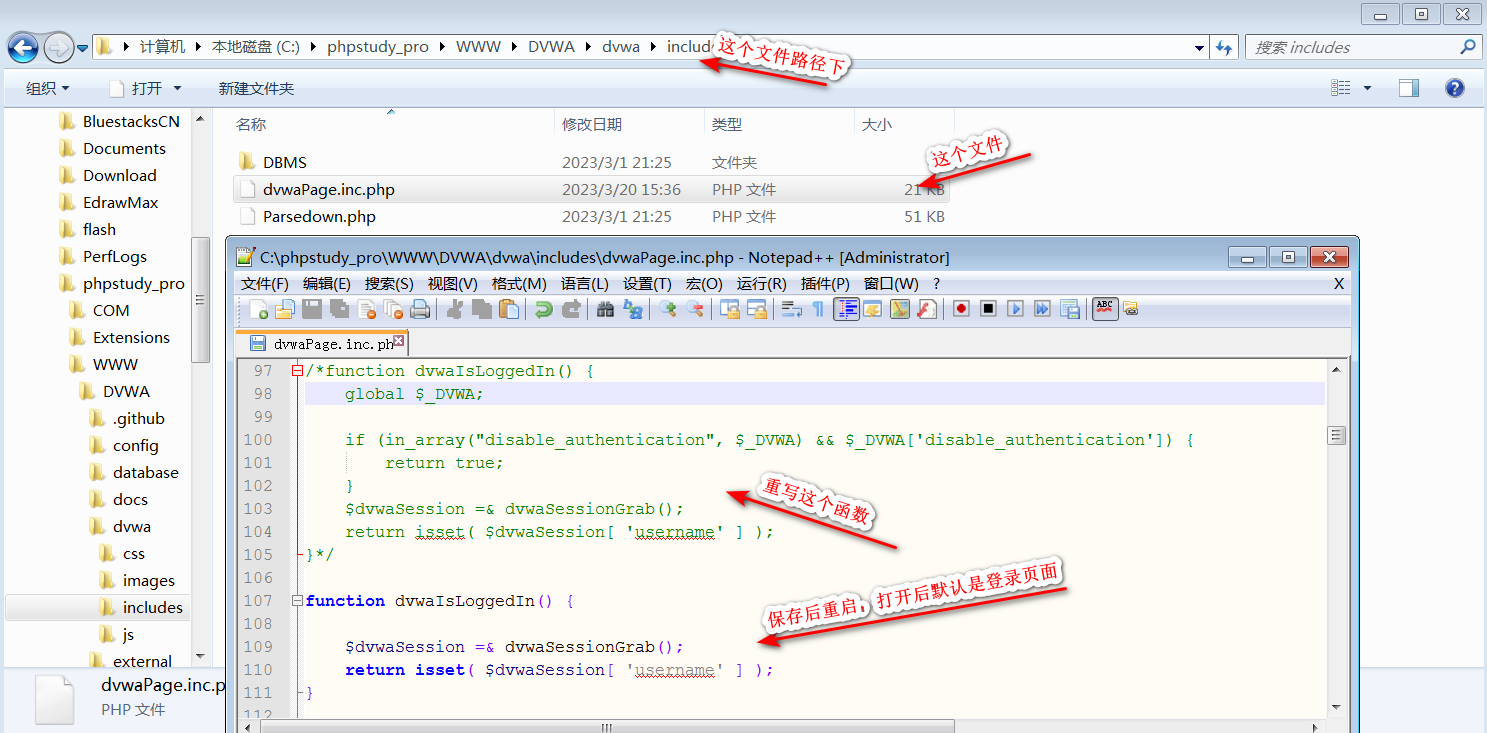 计算机 本地磁盘 (C:) phpstudy_pro WWW DVWA dvwa includ
搜索 includes
这个文件路径下
组织 打开 新建文件夹
名称 修改日期 类型 大小
DBMS 2023/3/1 21:25 文件夹
dvwaPage.inc.php 2023/3/20 15:36 PHP 文件 21 KB
Parsedown.php 2023/3/1 21:25 PHP 文件 51 KB
这个文件
BluestacksCN
Documents
Download
EdrawMax
flash
PerfLogs
phpstudy_pro
COM
Extensions
WWW
DVWA
.github
config
database
docs
dvwa
css
images
includes
js
external
dvwaPage.inc.p
PHP 文件
C:\phpstudy_pro\WWW\DVWA\dvwa\includes\dvwaPage.inc.php - Notepad++ [Administrator]
文件(F) 编辑(E) 搜索(S) 视图(V) 格式(M) 语言(L) 设置(T) 宏(O) 运行(R) 插件(P) 窗口(W) ? X
ABC
dvwaPage.inc.ph
97 /*function dvwaIsLoggedIn() {
98 global $_DVWA;
99
100 if (in_array("disable_authentication", $_DVWA) && $_DVWA['disable_authentication']) {
101 return true;
102 }
103 $dvwaSession =& dvwaSessionGrab();
104 return isset( $dvwaSession[ 'username' ] );
105 }*/
106
107 function dvwaIsLoggedIn() {
108
109 $dvwaSession =& dvwaSessionGrab();
110 return isset( $dvwaSession[ 'username' ] );
111 }
112
重写这个函数
保存后重启；打开后默认是登录页面